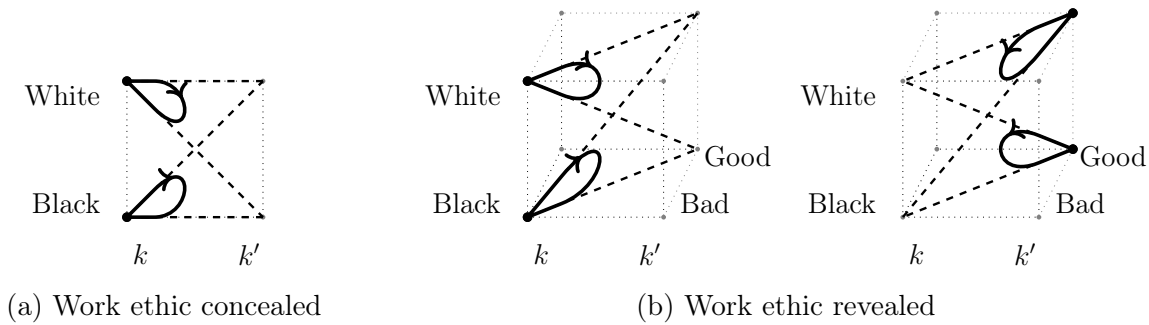 White
Black
k k′
(a) Work ethic concealed
White
Black
Good
Bad
k k′
White
Black
Good
Bad
k k′
(b) Work ethic revealed